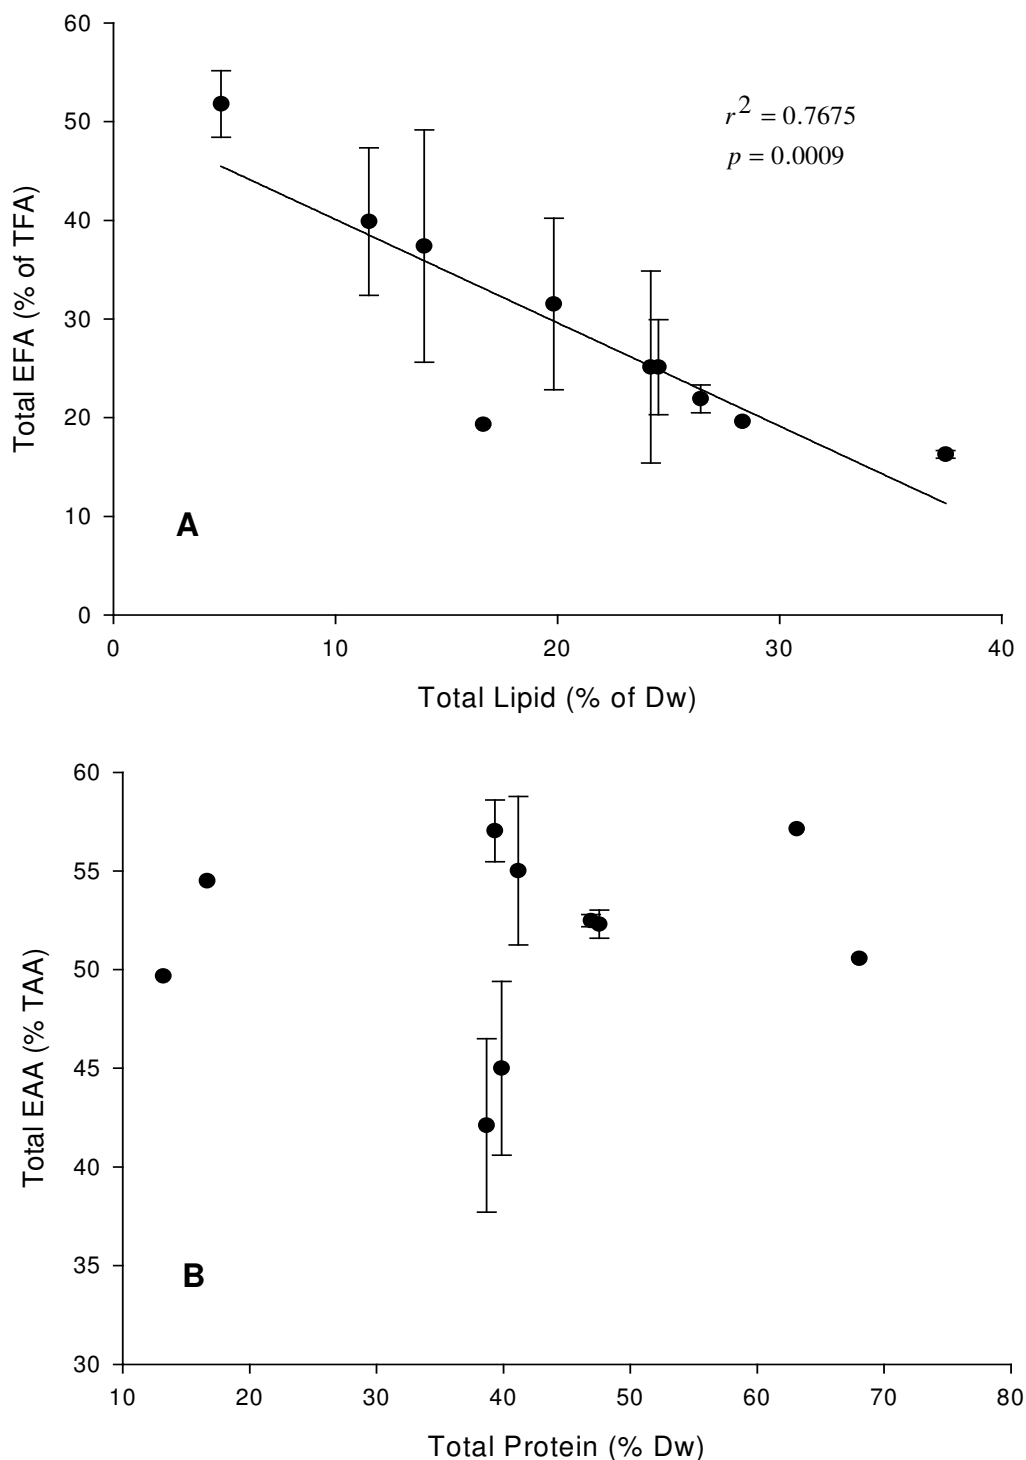 60
50
40
30
20
10
0
Total EFA (% of TFA)
r² = 0.7675
p = 0.0009
A
0 10 20 30 40
Total Lipid (% of Dw)
60
55
50
45
40
35
30
Total EAA (% TAA)
B
10 20 30 40 50 60 70 80
Total Protein (% Dw)